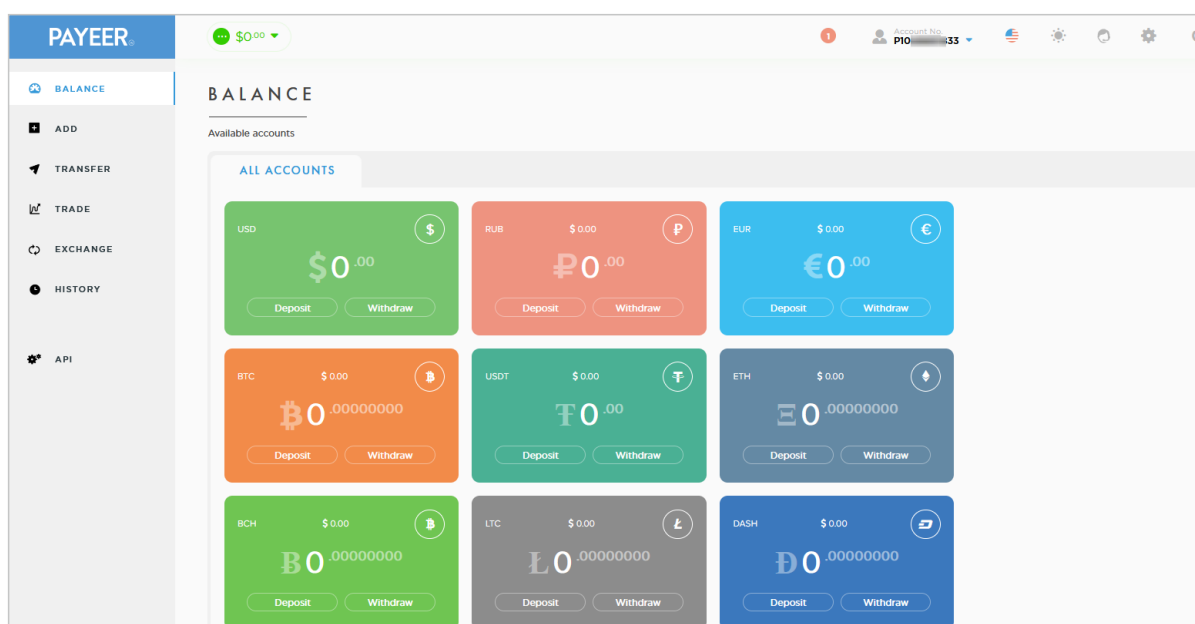 PAYEER®
$0.00
1
Account No.
P10 333
BALANCE
ADD
TRANSFER
TRADE
EXCHANGE
HISTORY
API
BALANCE
Available accounts
ALL ACCOUNTS
USD $
$0.00
Deposit Withdraw
RUB $ 0.00 ₽
₽0.00
Deposit Withdraw
EUR $ 0.00 €
€0.00
Deposit Withdraw
BTC $ 0.00 ₿
₿0.00000000
Deposit Withdraw
USDT $ 0.00 ₮
₮0.00
Deposit Withdraw
ETH $ 0.00
Ξ0.00000000
Deposit Withdraw
BCH $ 0.00 ₿
Ƀ0.00000000
Deposit Withdraw
LTC $ 0.00 Ł
Ł0.00000000
Deposit Withdraw
DASH $ 0.00
Đ0.00000000
Deposit Withdraw